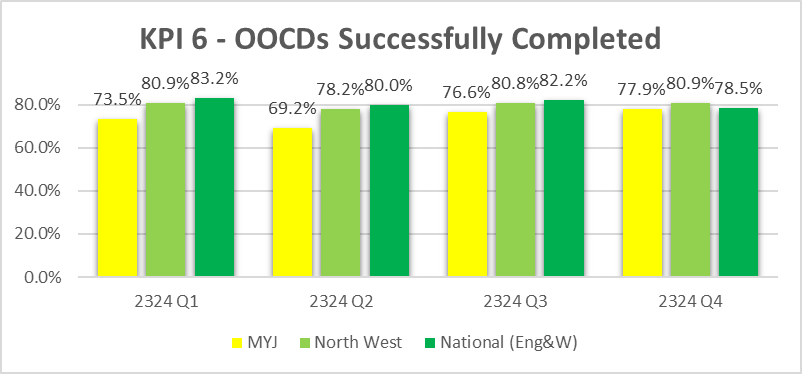 KPI 6 - OOCDs Successfully Completed
73.5% 80.9% 83.2% 69.2% 78.2% 80.0% 76.6% 80.8% 82.2% 77.9% 80.9% 78.5%
80.0%
60.0%
40.0%
20.0%
0.0%
2324 Q1 2324 Q2 2324 Q3 2324 Q4
MYJ North West National (Eng&W)